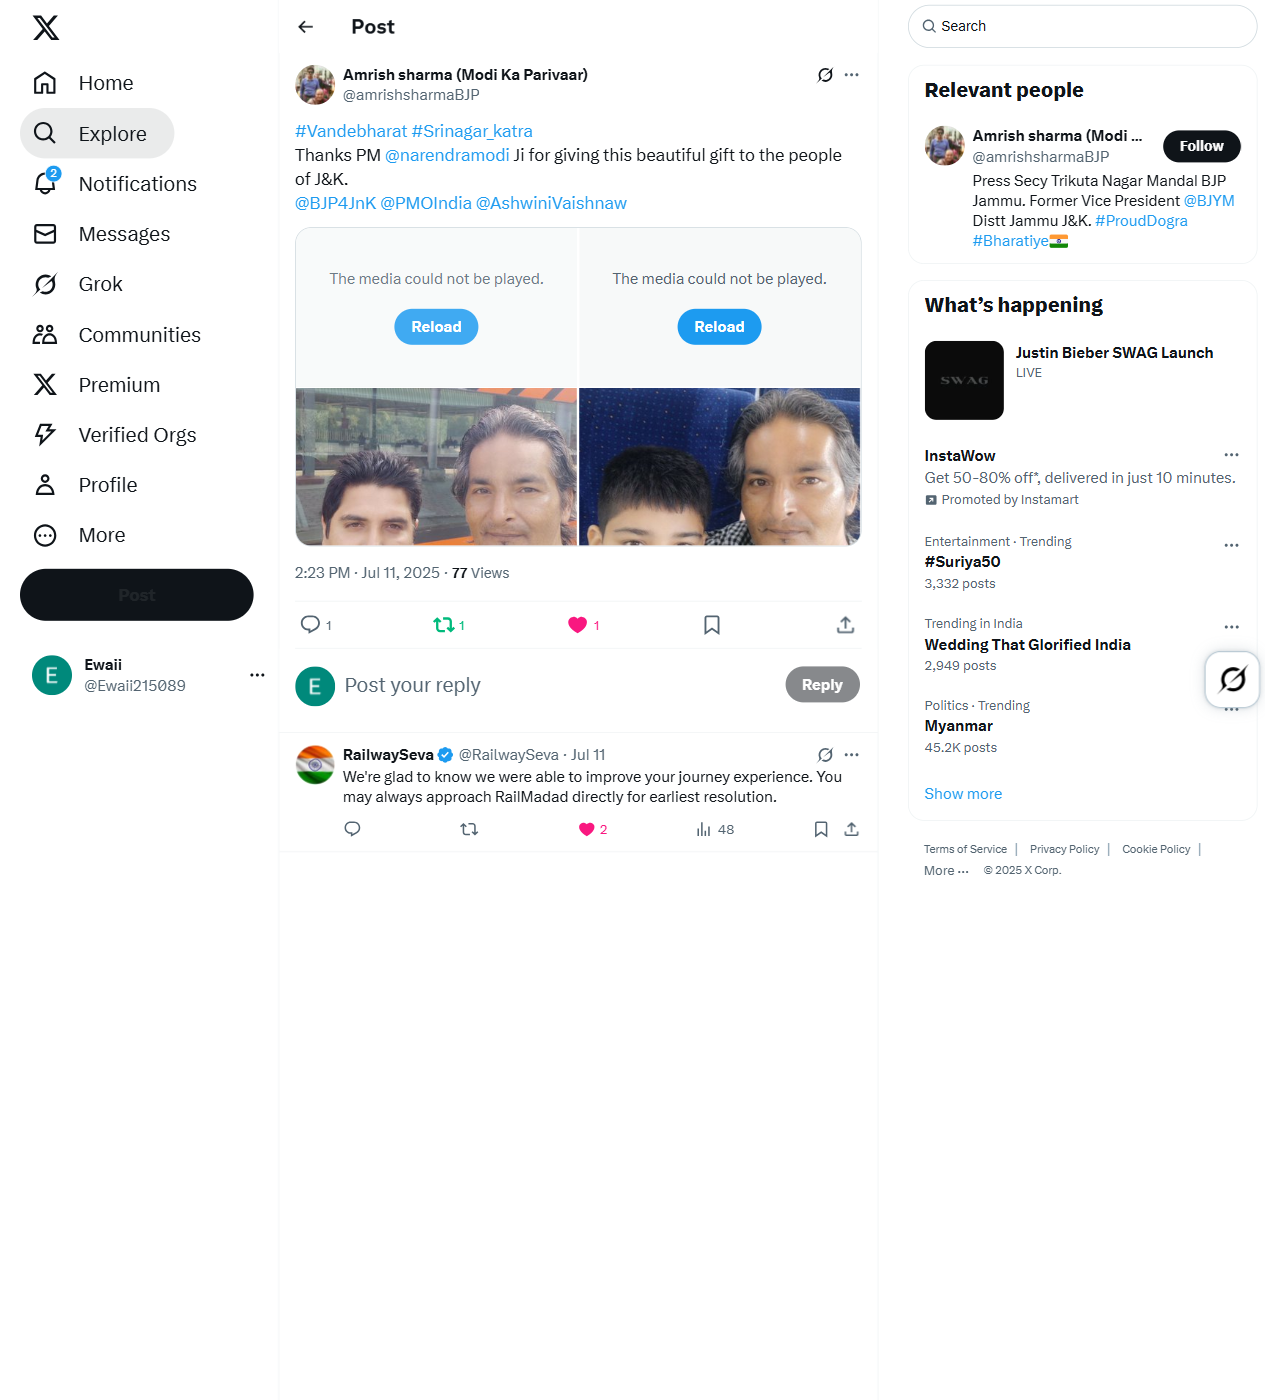 Home
Explore
2
Notifications
Messages
Grok
Communities
Premium
Verified Orgs
Profile
More
Post
E
Ewaii
@Ewaii215089
Post
Amrish sharma (Modi Ka Parivaar)
@amrishsharmaBJP
#Vandebharat #Srinagar_katra
Thanks PM @narendramodi Ji for giving this beautiful gift to the people
of J&K.
@BJP4JnK @PMOIndia @AshwiniVaishnaw
The media could not be played.
Reload
The media could not be played.
Reload
2:23 PM · Jul 11, 2025 · 77 Views
1
1
1
E
Post your reply
Reply
RailwaySeva @RailwaySeva · Jul 11
We're glad to know we were able to improve your journey experience. You
may always approach RailMadad directly for earliest resolution.
2
48
Search
Relevant people
Amrish sharma (Modi ...
@amrishsharmaBJP
Follow
Press Secy Trikuta Nagar Mandal BJP
Jammu. Former Vice President @BJYM
Distt Jammu J&K. #ProudDogra
#Bharatiye
What’s happening
SWAG
Justin Bieber SWAG Launch
LIVE
InstaWow
Get 50-80% off*, delivered in just 10 minutes.
Promoted by Instamart
Entertainment · Trending
#Suriya50
3,332 posts
Trending in India
Wedding That Glorified India
2,949 posts
Politics · Trending
Myanmar
45.2K posts
Show more
Terms of Service | Privacy Policy | Cookie Policy |
More ··· © 2025 X Corp.